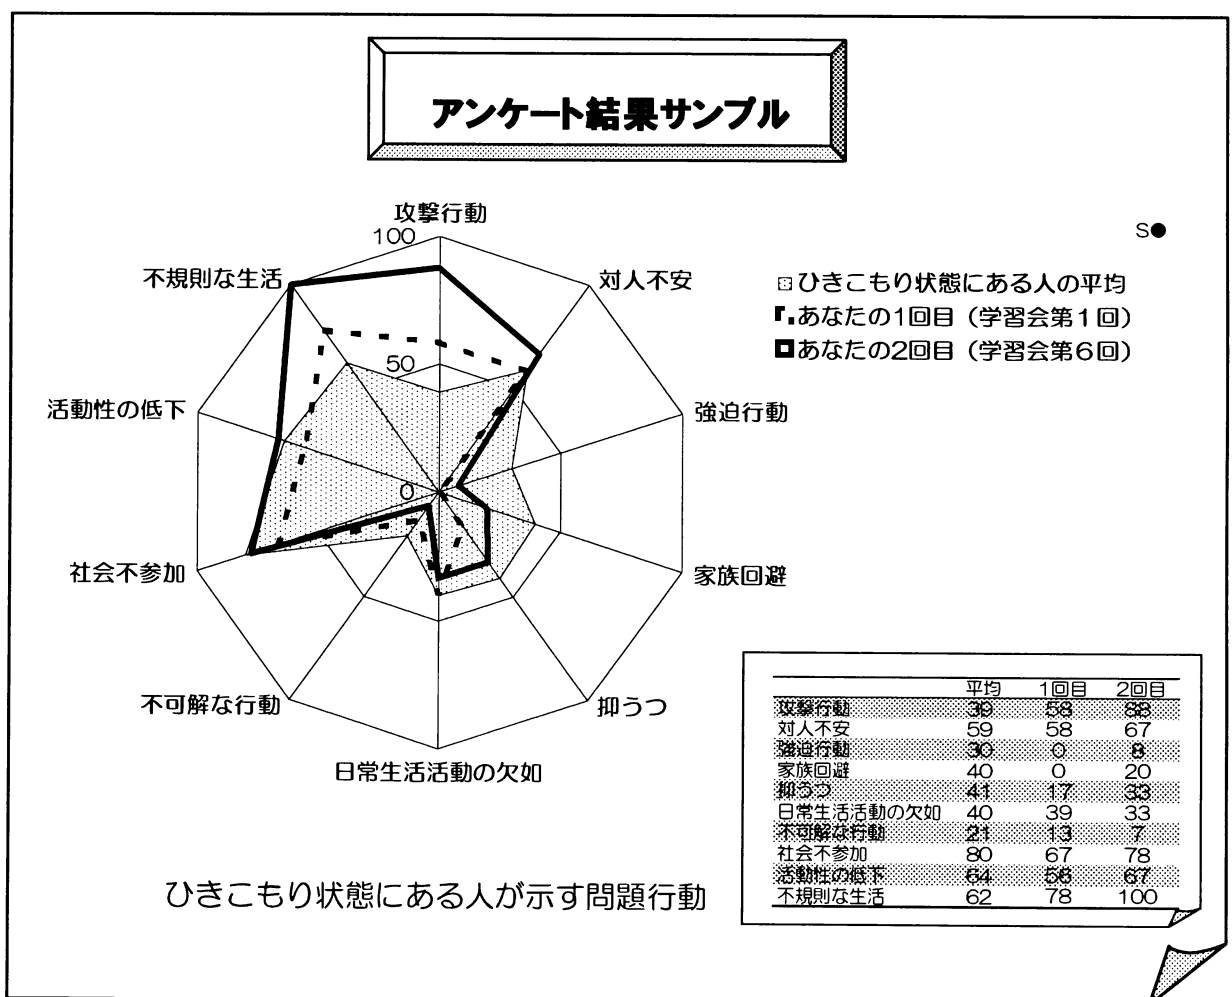 アンケート結果サンプル
S●
攻撃行動
100
不規則な生活
対人不安
ひきこもり状態にある人の平均
あなたの1回目（学習会第1回）
あなたの2回目（学習会第6回）
50
活動性の低下
強迫行動
0
社会不参加
家族回避
不可解な行動
抑うつ
日常生活活動の欠如
平均 1回目 2回目
攻撃行動 39 58 88
対人不安 59 58 67
強迫行動 30 0 8
家族回避 40 0 20
抑うつ 41 17 33
日常生活活動の欠如 40 39 33
不可解な行動 21 13 7
社会不参加 80 67 78
活動性の低下 64 56 67
不規則な生活 62 78 100
ひきこもり状態にある人が示す問題行動